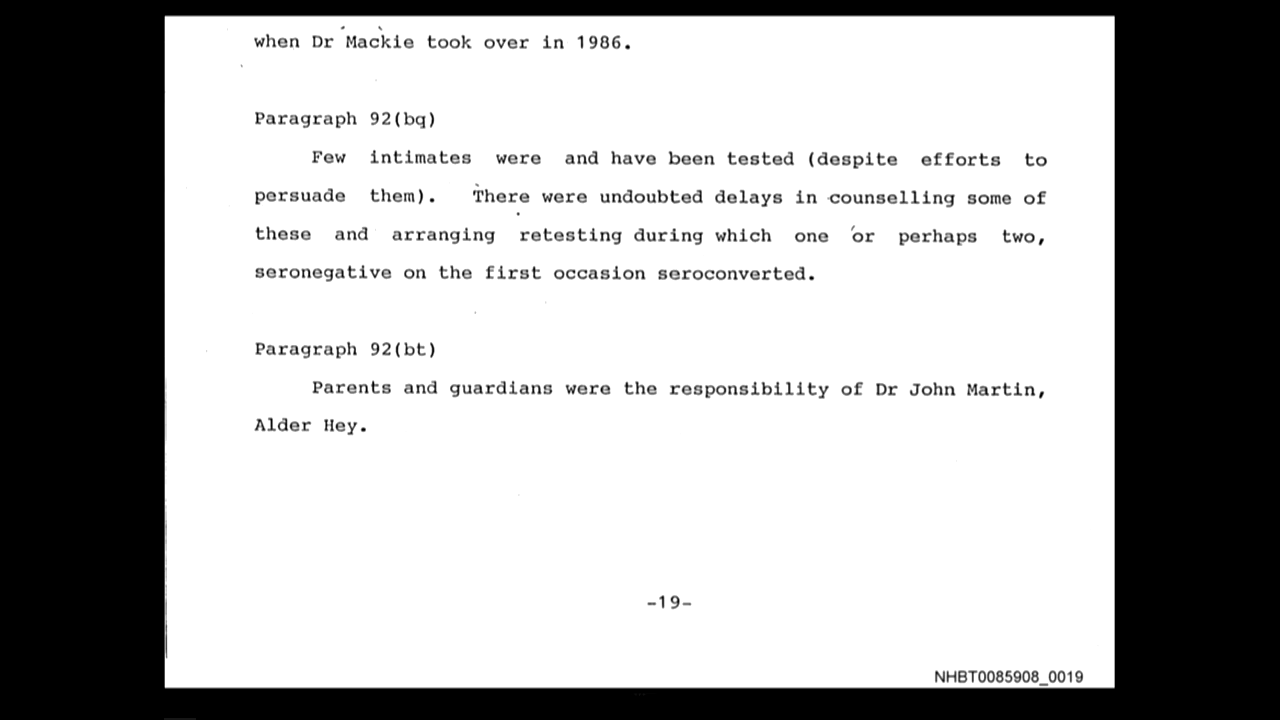 when Dr Mackie took over in 1986.
Paragraph 92(bq)
Few intimates were and have been tested (despite efforts to
persuade them). There were undoubted delays in counselling some of
these and arranging retesting during which one or perhaps two,
seronegative on the first occasion seroconverted.
Paragraph 92(bt)
Parents and guardians were the responsibility of Dr John Martin,
Alder Hey.
-19-
NHBT0085908_0019